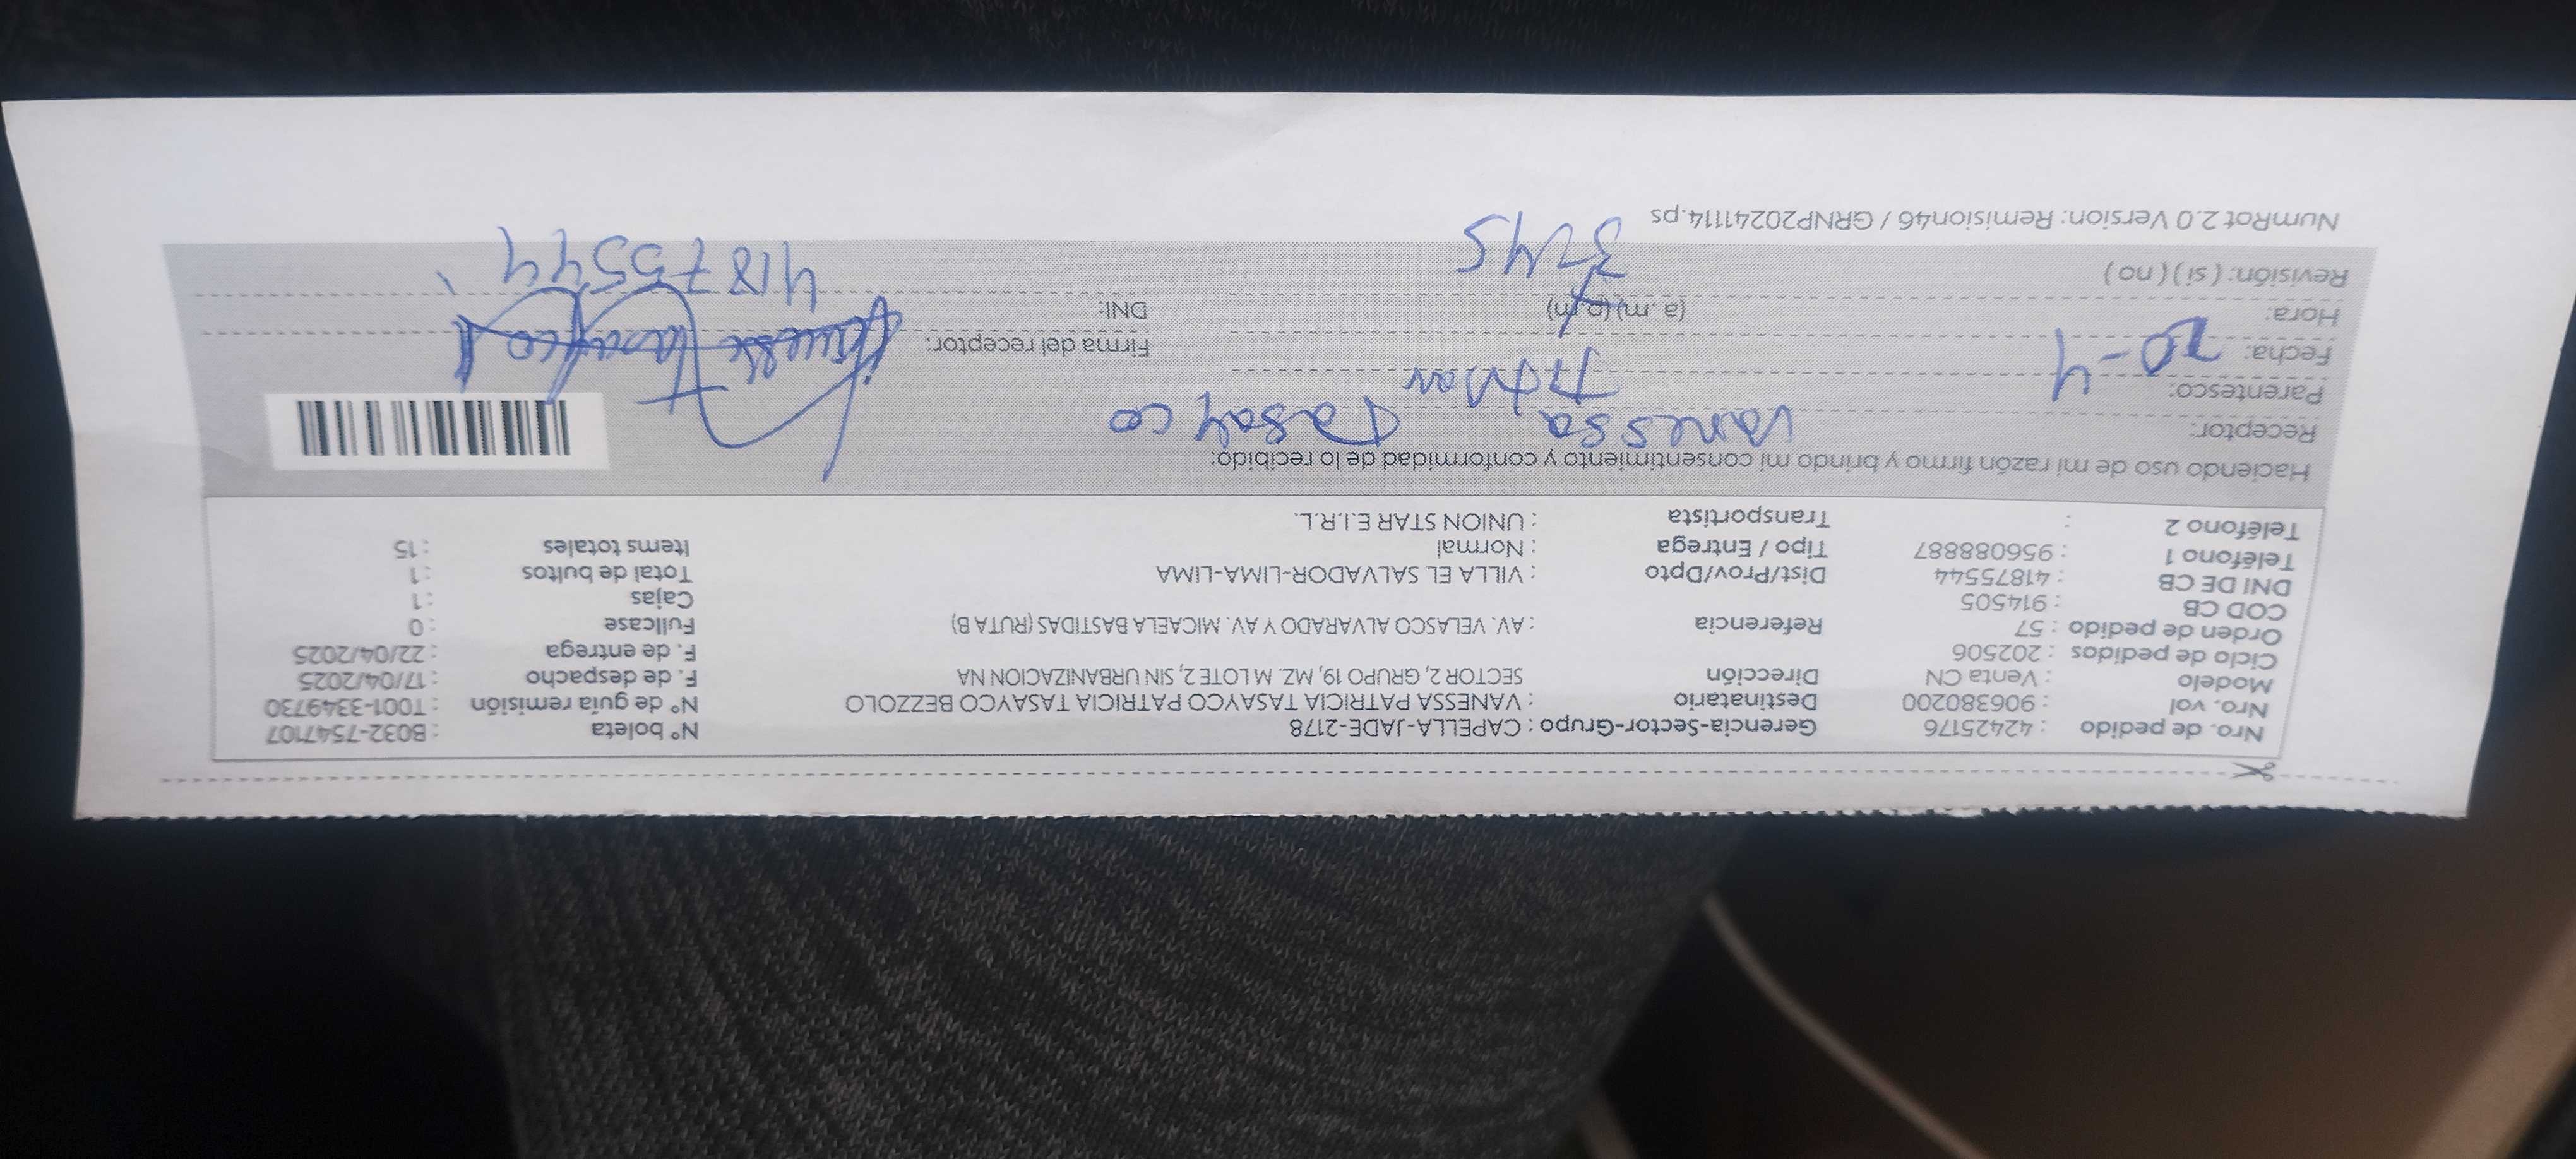 Nro. de pedido : 42425176 Gerencia-Sector-Grupo : CAPELLA-JADE-2178 N° boleta : B032-7547107
Nro. vol : 906380200 Destinatario : VANESSA PATRICIA TASAYCO PATRICIA TASAYCO BEZZOLO N° de guía remisión : T001-3349730
Modelo : Venta CN Dirección SECTOR 2, GRUPO 19, MZ. M LOTE 2, SIN URBANIZACION NA F. de despacho : 17/04/2025
Ciclo de pedidos : 202506 F. de entrega : 22/04/2025
Orden de pedido : 57 Referencia : AV. VELASCO ALVARADO Y AV. MICAELA BASTIDAS (RUTA B) Fullcase : 0
COD CB : 914505 Cajas : 1
DNI DE CB : 41875544 Dist/Prov/Dpto : VILLA EL SALVADOR-LIMA-LIMA Total de bultos : 1
Teléfono 1 : 956088887 Tipo / Entrega : Normal Items totales : 15
Teléfono 2 : Transportista : UNION STAR E.I.R.L.
Haciendo uso de mi razón firmo y brindo mi consentimiento y conformidad de lo recibido:
Receptor: Vanessa Tasayco
Parentesco:
Fecha: 20-4 Firma del receptor:
Hora: 3:45 (a.m) (p.m) DNI: 41875544
Revisión: (si) (no)
NumRot 2.0 Version: Remision46 / GRNP20241114.ps